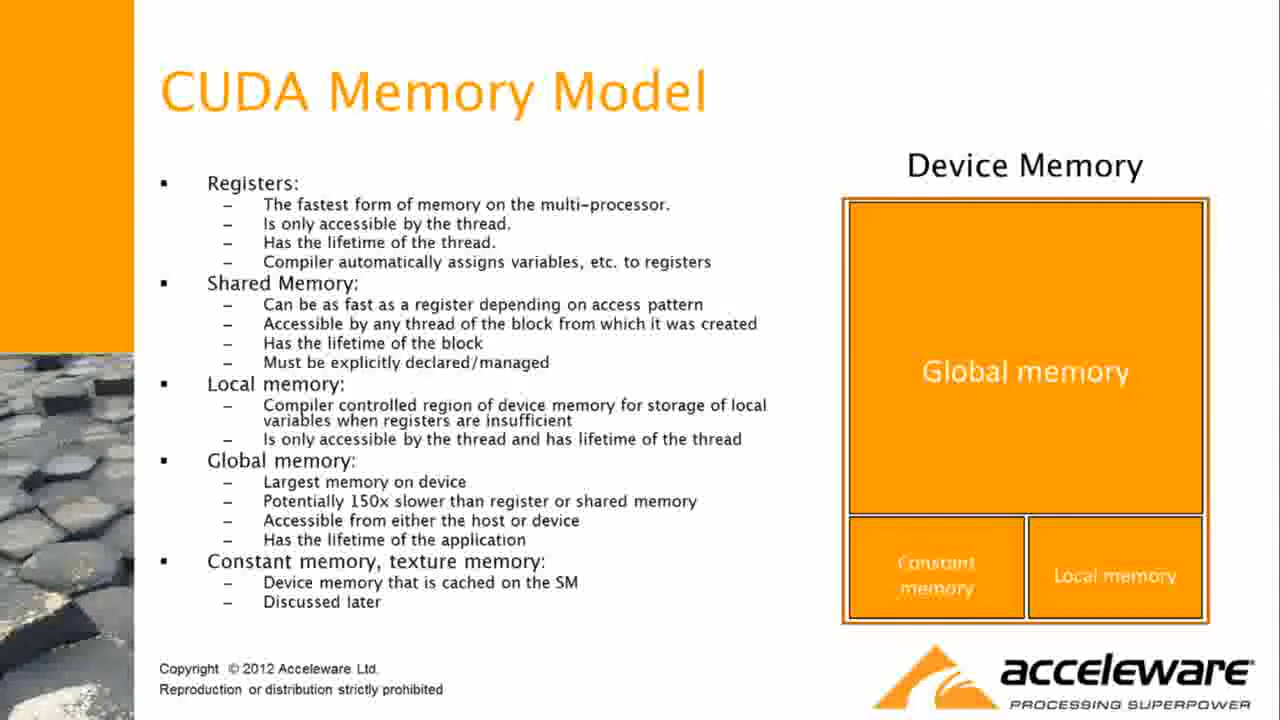 CUDA Memory Model
Registers:
– The fastest form of memory on the multi-processor.
– Is only accessible by the thread.
– Has the lifetime of the thread.
– Compiler automatically assigns variables, etc. to registers
Shared Memory:
– Can be as fast as a register depending on access pattern
– Accessible by any thread of the block from which it was created
– Has the lifetime of the block
– Must be explicitly declared/managed
Local memory:
– Compiler controlled region of device memory for storage of local
variables when registers are insufficient
– Is only accessible by the thread and has lifetime of the thread
Global memory:
– Largest memory on device
– Potentially 150x slower than register or shared memory
– Accessible from either the host or device
– Has the lifetime of the application
Constant memory, texture memory:
– Device memory that is cached on the SM
– Discussed later
Device Memory
Global memory
Constant
memory
Local memory
Copyright © 2012 Acceleware Ltd.
Reproduction or distribution strictly prohibited
acceleware
PROCESSING SUPERPOWER